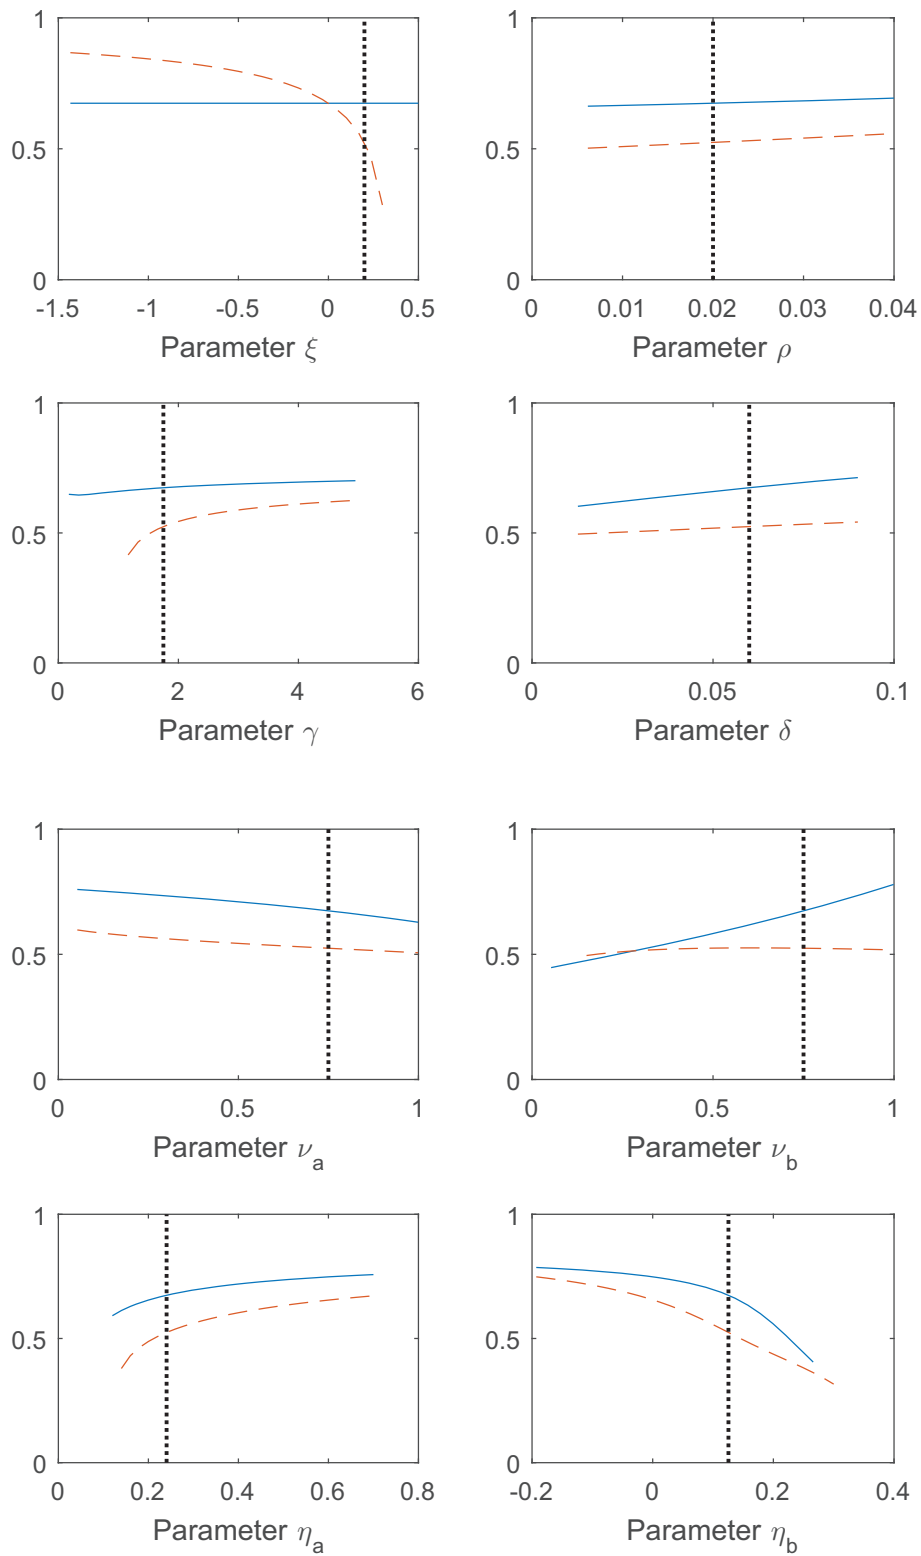 1
0.5
0
-1.5 -1 -0.5 0 0.5
Parameter ξ
1
0.5
0
0 0.01 0.02 0.03 0.04
Parameter ρ
1
0.5
0
0 2 4 6
Parameter γ
1
0.5
0
0 0.05 0.1
Parameter δ
1
0.5
0
0 0.5 1
Parameter ν_a
1
0.5
0
0 0.5 1
Parameter ν_b
1
0.5
0
0 0.2 0.4 0.6 0.8
Parameter η_a
1
0.5
0
-0.2 0 0.2 0.4
Parameter η_b